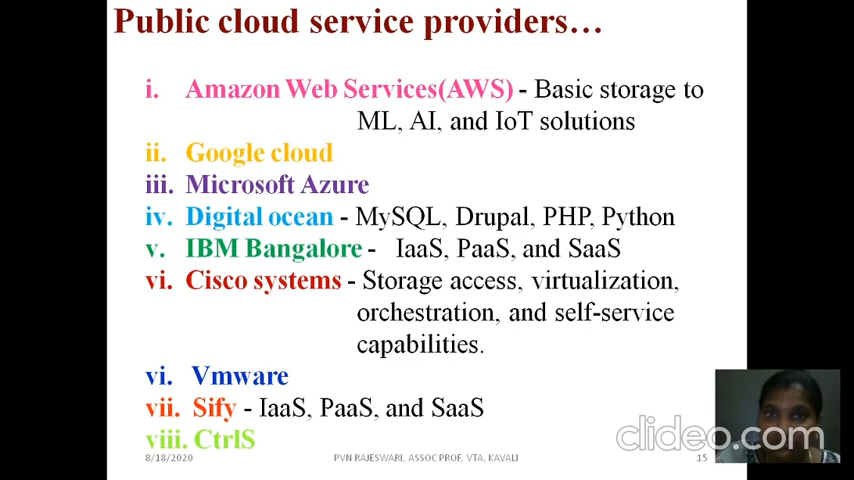 Public cloud service providers…
i. Amazon Web Services(AWS) - Basic storage to
ML, AI, and IoT solutions
ii. Google cloud
iii. Microsoft Azure
iv. Digital ocean - MySQL, Drupal, PHP, Python
v. IBM Bangalore - IaaS, PaaS, and SaaS
vi. Cisco systems - Storage access, virtualization,
orchestration, and self-service
capabilities.
vi. Vmware
vii. Sify - IaaS, PaaS, and SaaS
viii. CtrlS
clideo.com
8/18/2020 PVN RAJESWARI, ASSOC PROF, VTA, KAVALI 15